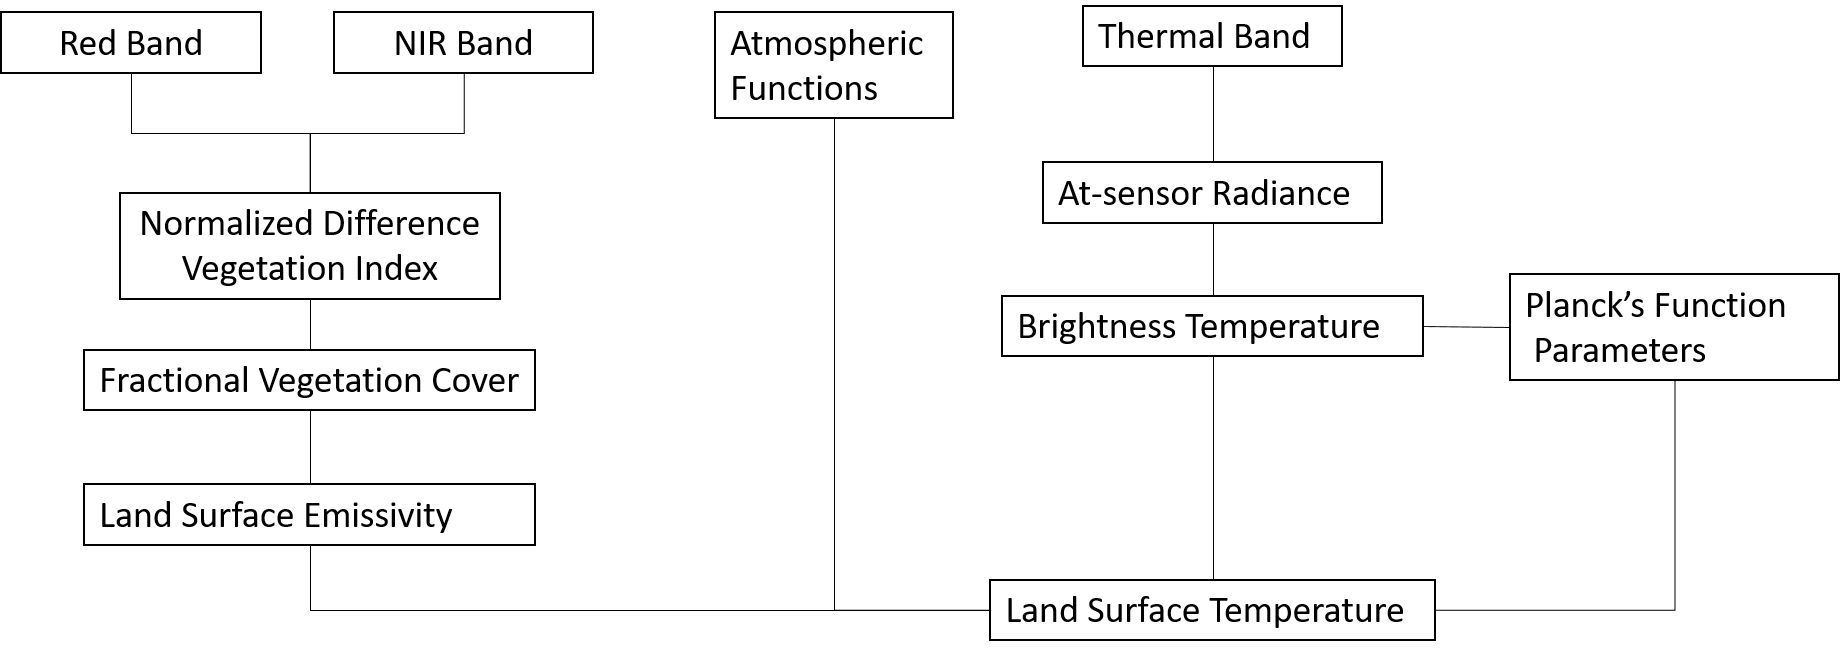 Red Band
NIR Band
Atmospheric
Functions
Thermal Band
Normalized Difference
Vegetation Index
At-sensor Radiance
Brightness Temperature
Planck’s Function
Parameters
Fractional Vegetation Cover
Land Surface Emissivity
Land Surface Temperature